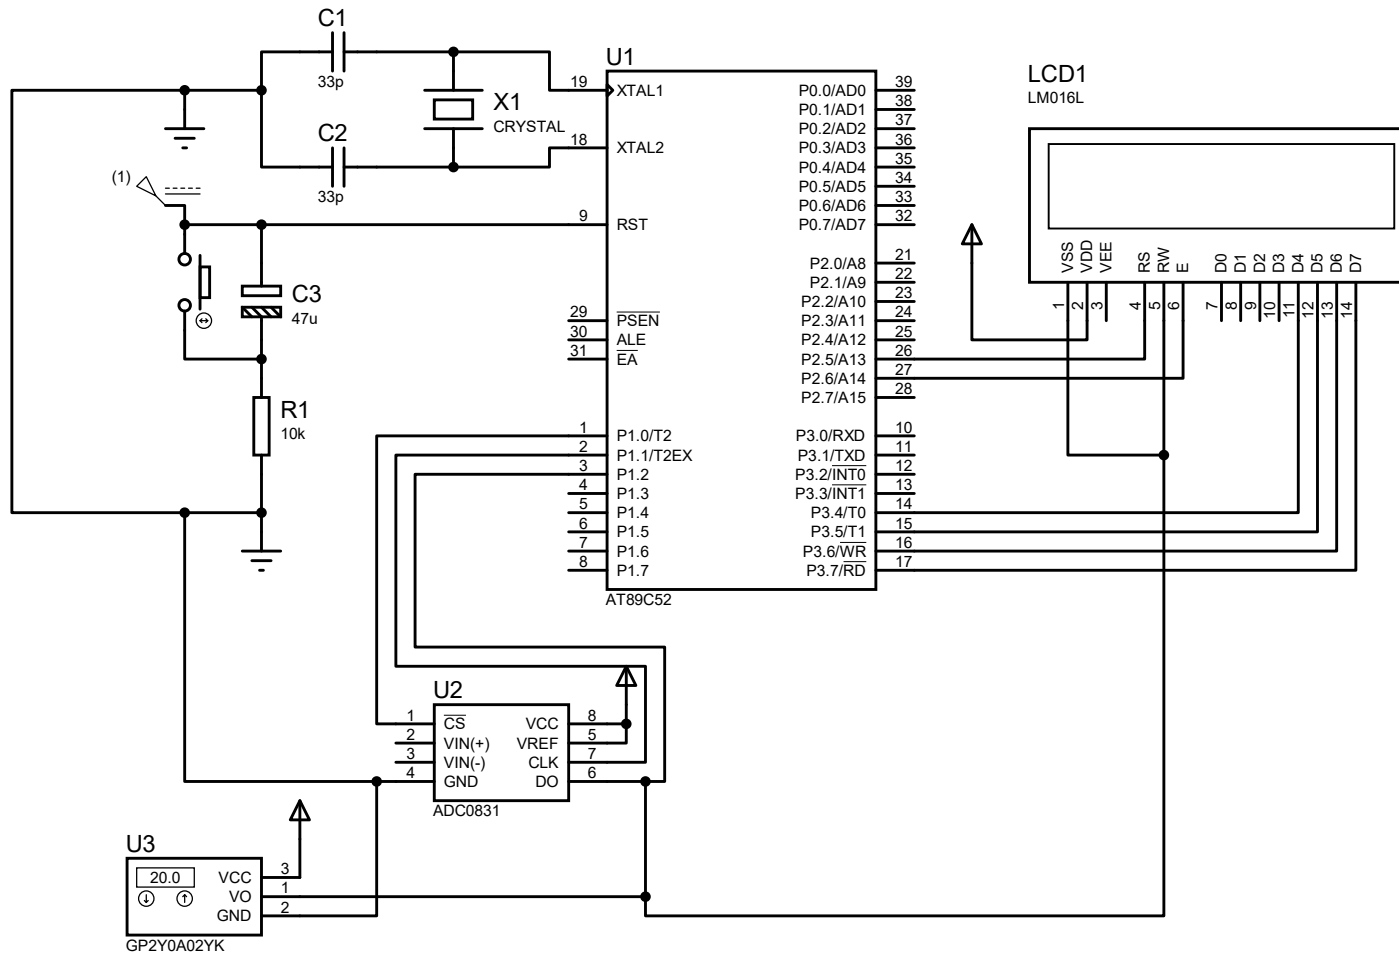 C1
33p
C2
33p
X1
CRYSTAL
(1)
C3
47u
R1
10k
U1
19 XTAL1
18 XTAL2
9 RST
29 PSEN
30 ALE
31 EA
1 P1.0/T2
2 P1.1/T2EX
3 P1.2
4 P1.3
5 P1.4
6 P1.5
7 P1.6
8 P1.7
P0.0/AD0 39
P0.1/AD1 38
P0.2/AD2 37
P0.3/AD3 36
P0.4/AD4 35
P0.5/AD5 34
P0.6/AD6 33
P0.7/AD7 32
P2.0/A8 21
P2.1/A9 22
P2.2/A10 23
P2.3/A11 24
P2.4/A12 25
P2.5/A13 26
P2.6/A14 27
P2.7/A15 28
P3.0/RXD 10
P3.1/TXD 11
P3.2/INT0 12
P3.3/INT1 13
P3.4/T0 14
P3.5/T1 15
P3.6/WR 16
P3.7/RD 17
AT89C52
LCD1
LM016L
VSS 1
VDD 2
VEE 3
RS 4
RW 5
E 6
D0 7
D1 8
D2 9
D3 10
D4 11
D5 12
D6 13
D7 14
U2
1 CS
2 VIN(+)
3 VIN(-)
4 GND
VCC 8
VREF 5
CLK 7
DO 6
ADC0831
U3
20.0
VCC 3
VO 1
GND 2
GP2Y0A02YK